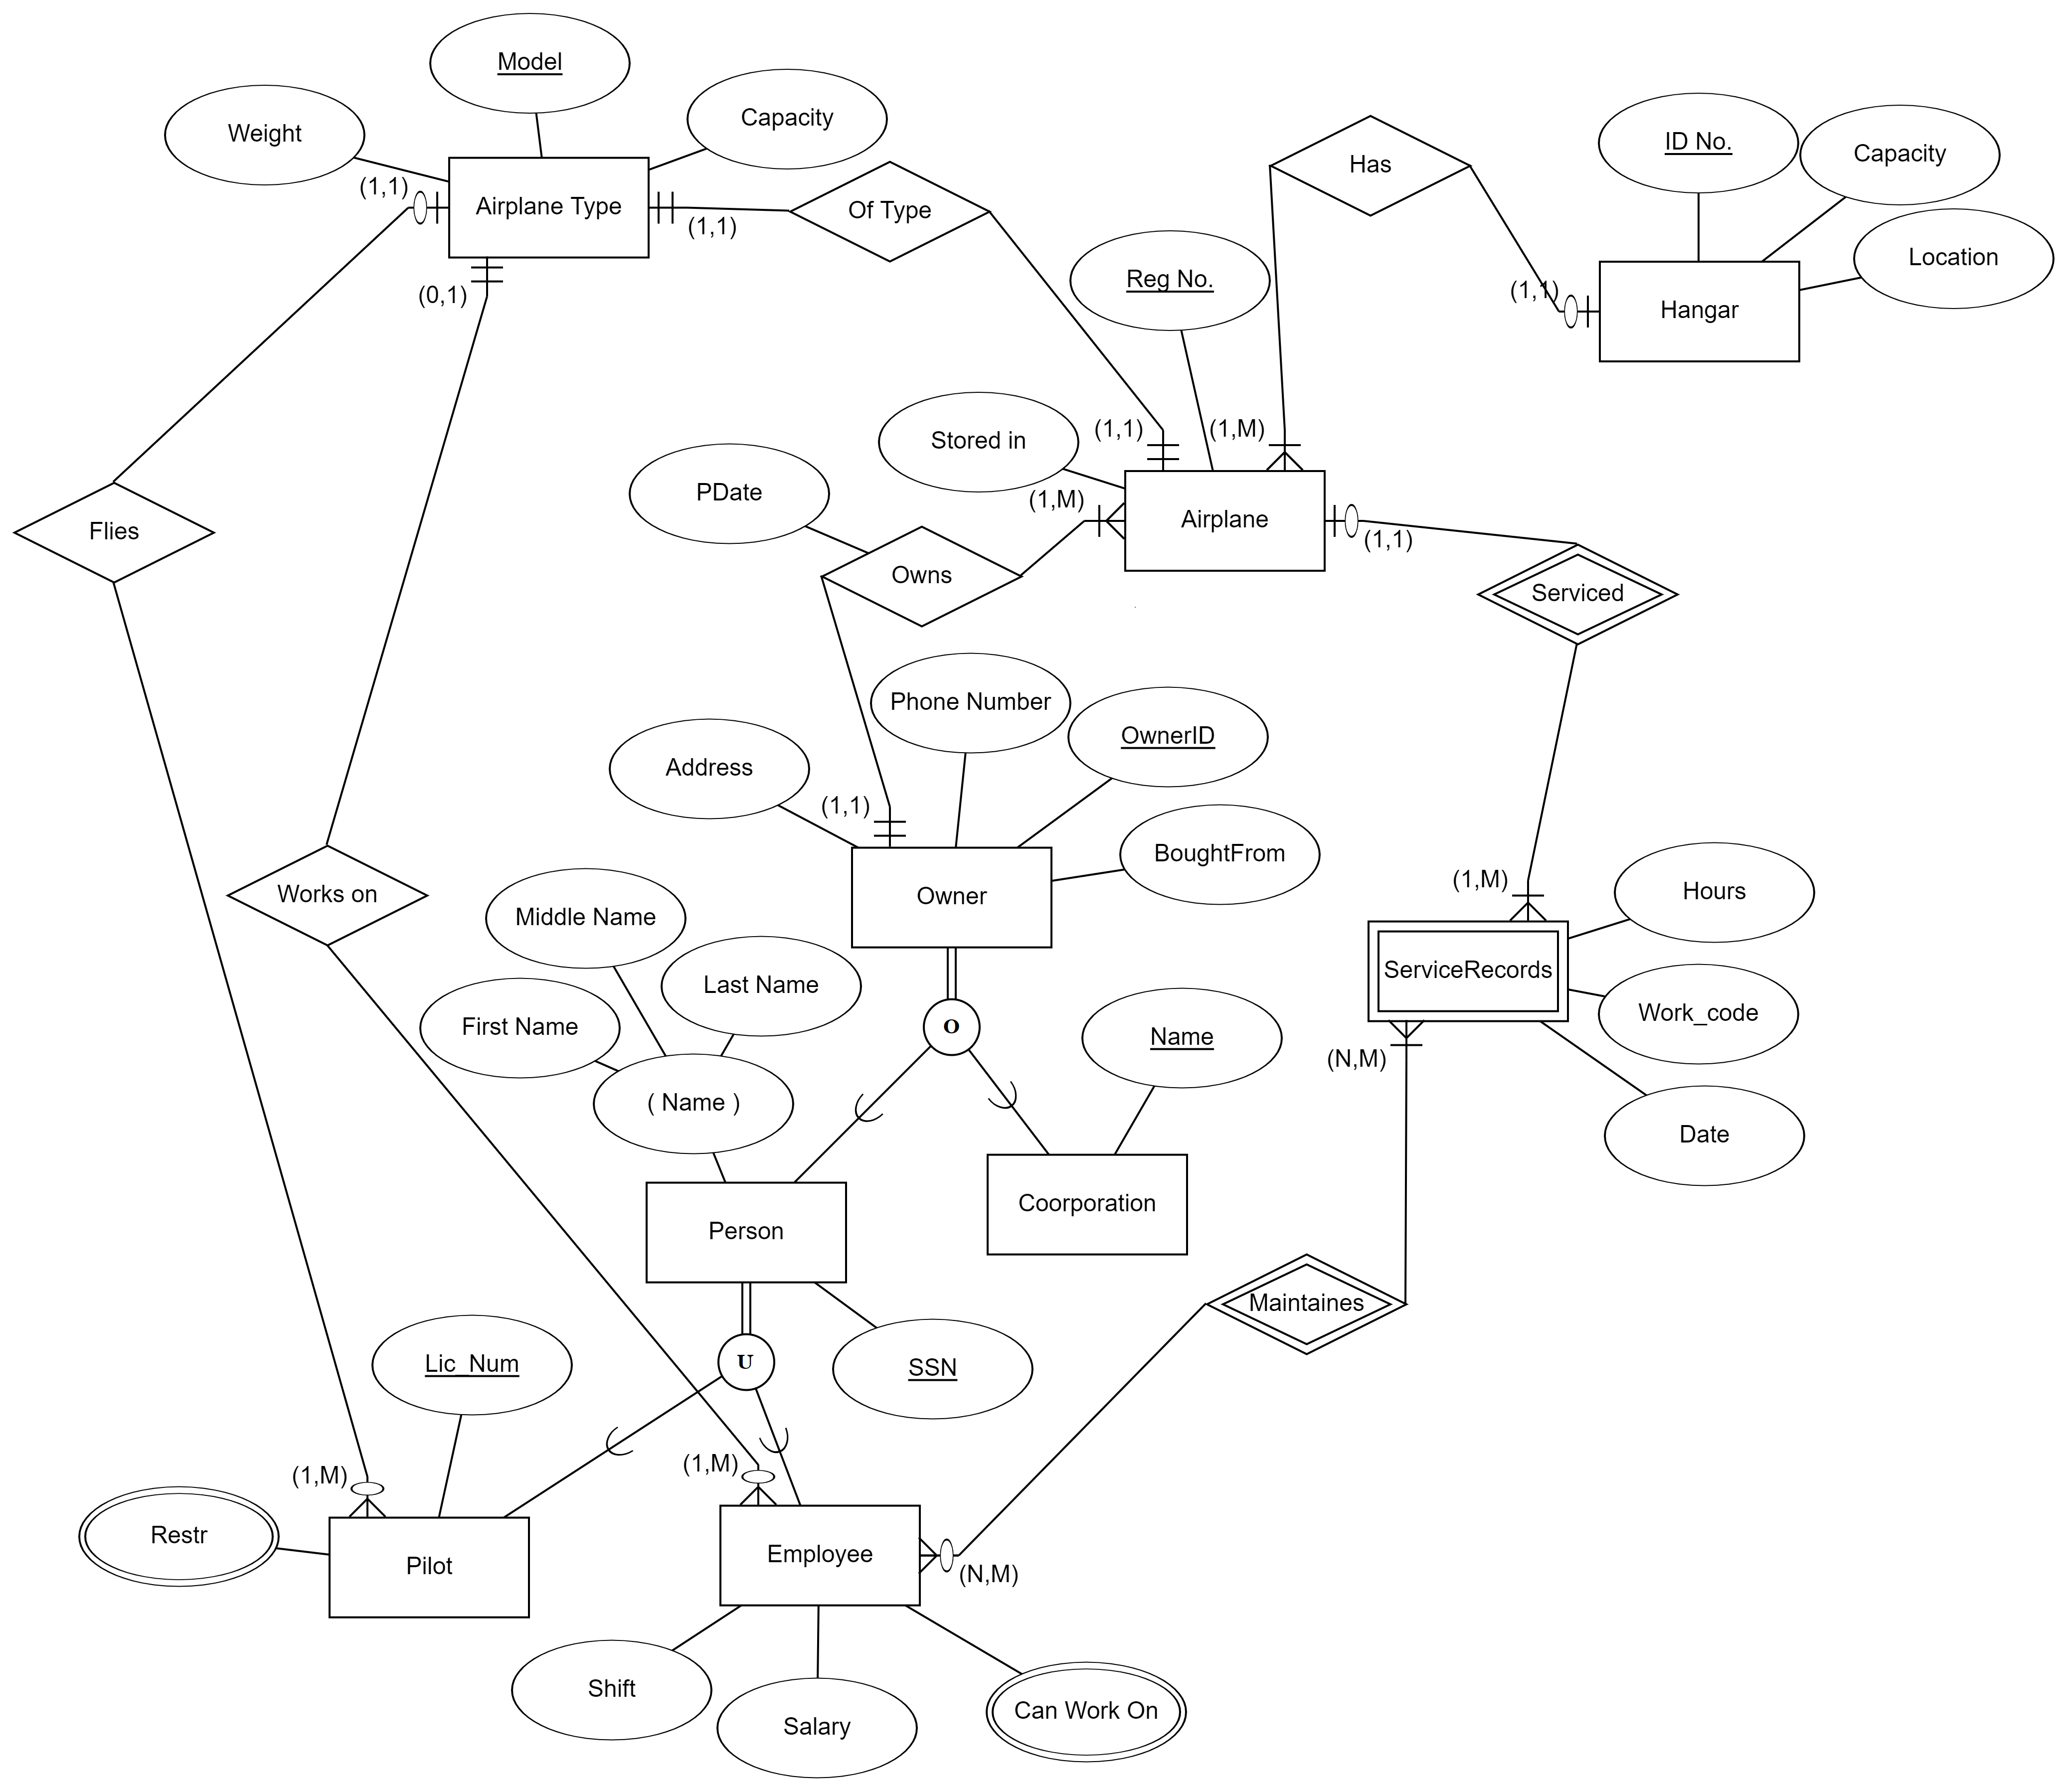 Model
Weight
Capacity
ID No.
Capacity
Has
(1,1)
Airplane Type
Of Type
(1,1)
Location
Reg No.
(0,1)
(1,1)
Hangar
(1,1)
(1,M)
Stored in
PDate
(1,M)
Airplane
(1,1)
Flies
Owns
Serviced
Phone Number
OwnerID
Address
(1,1)
BoughtFrom
(1,M)
Hours
Works on
Owner
Middle Name
ServiceRecords
Last Name
Work_code
First Name
O
Name
(N,M)
( Name )
Date
Person
Coorporation
Maintaines
Lic_Num
U
SSN
(1,M)
(1,M)
Restr
Pilot
Employee
(N,M)
Shift
Salary
Can Work On